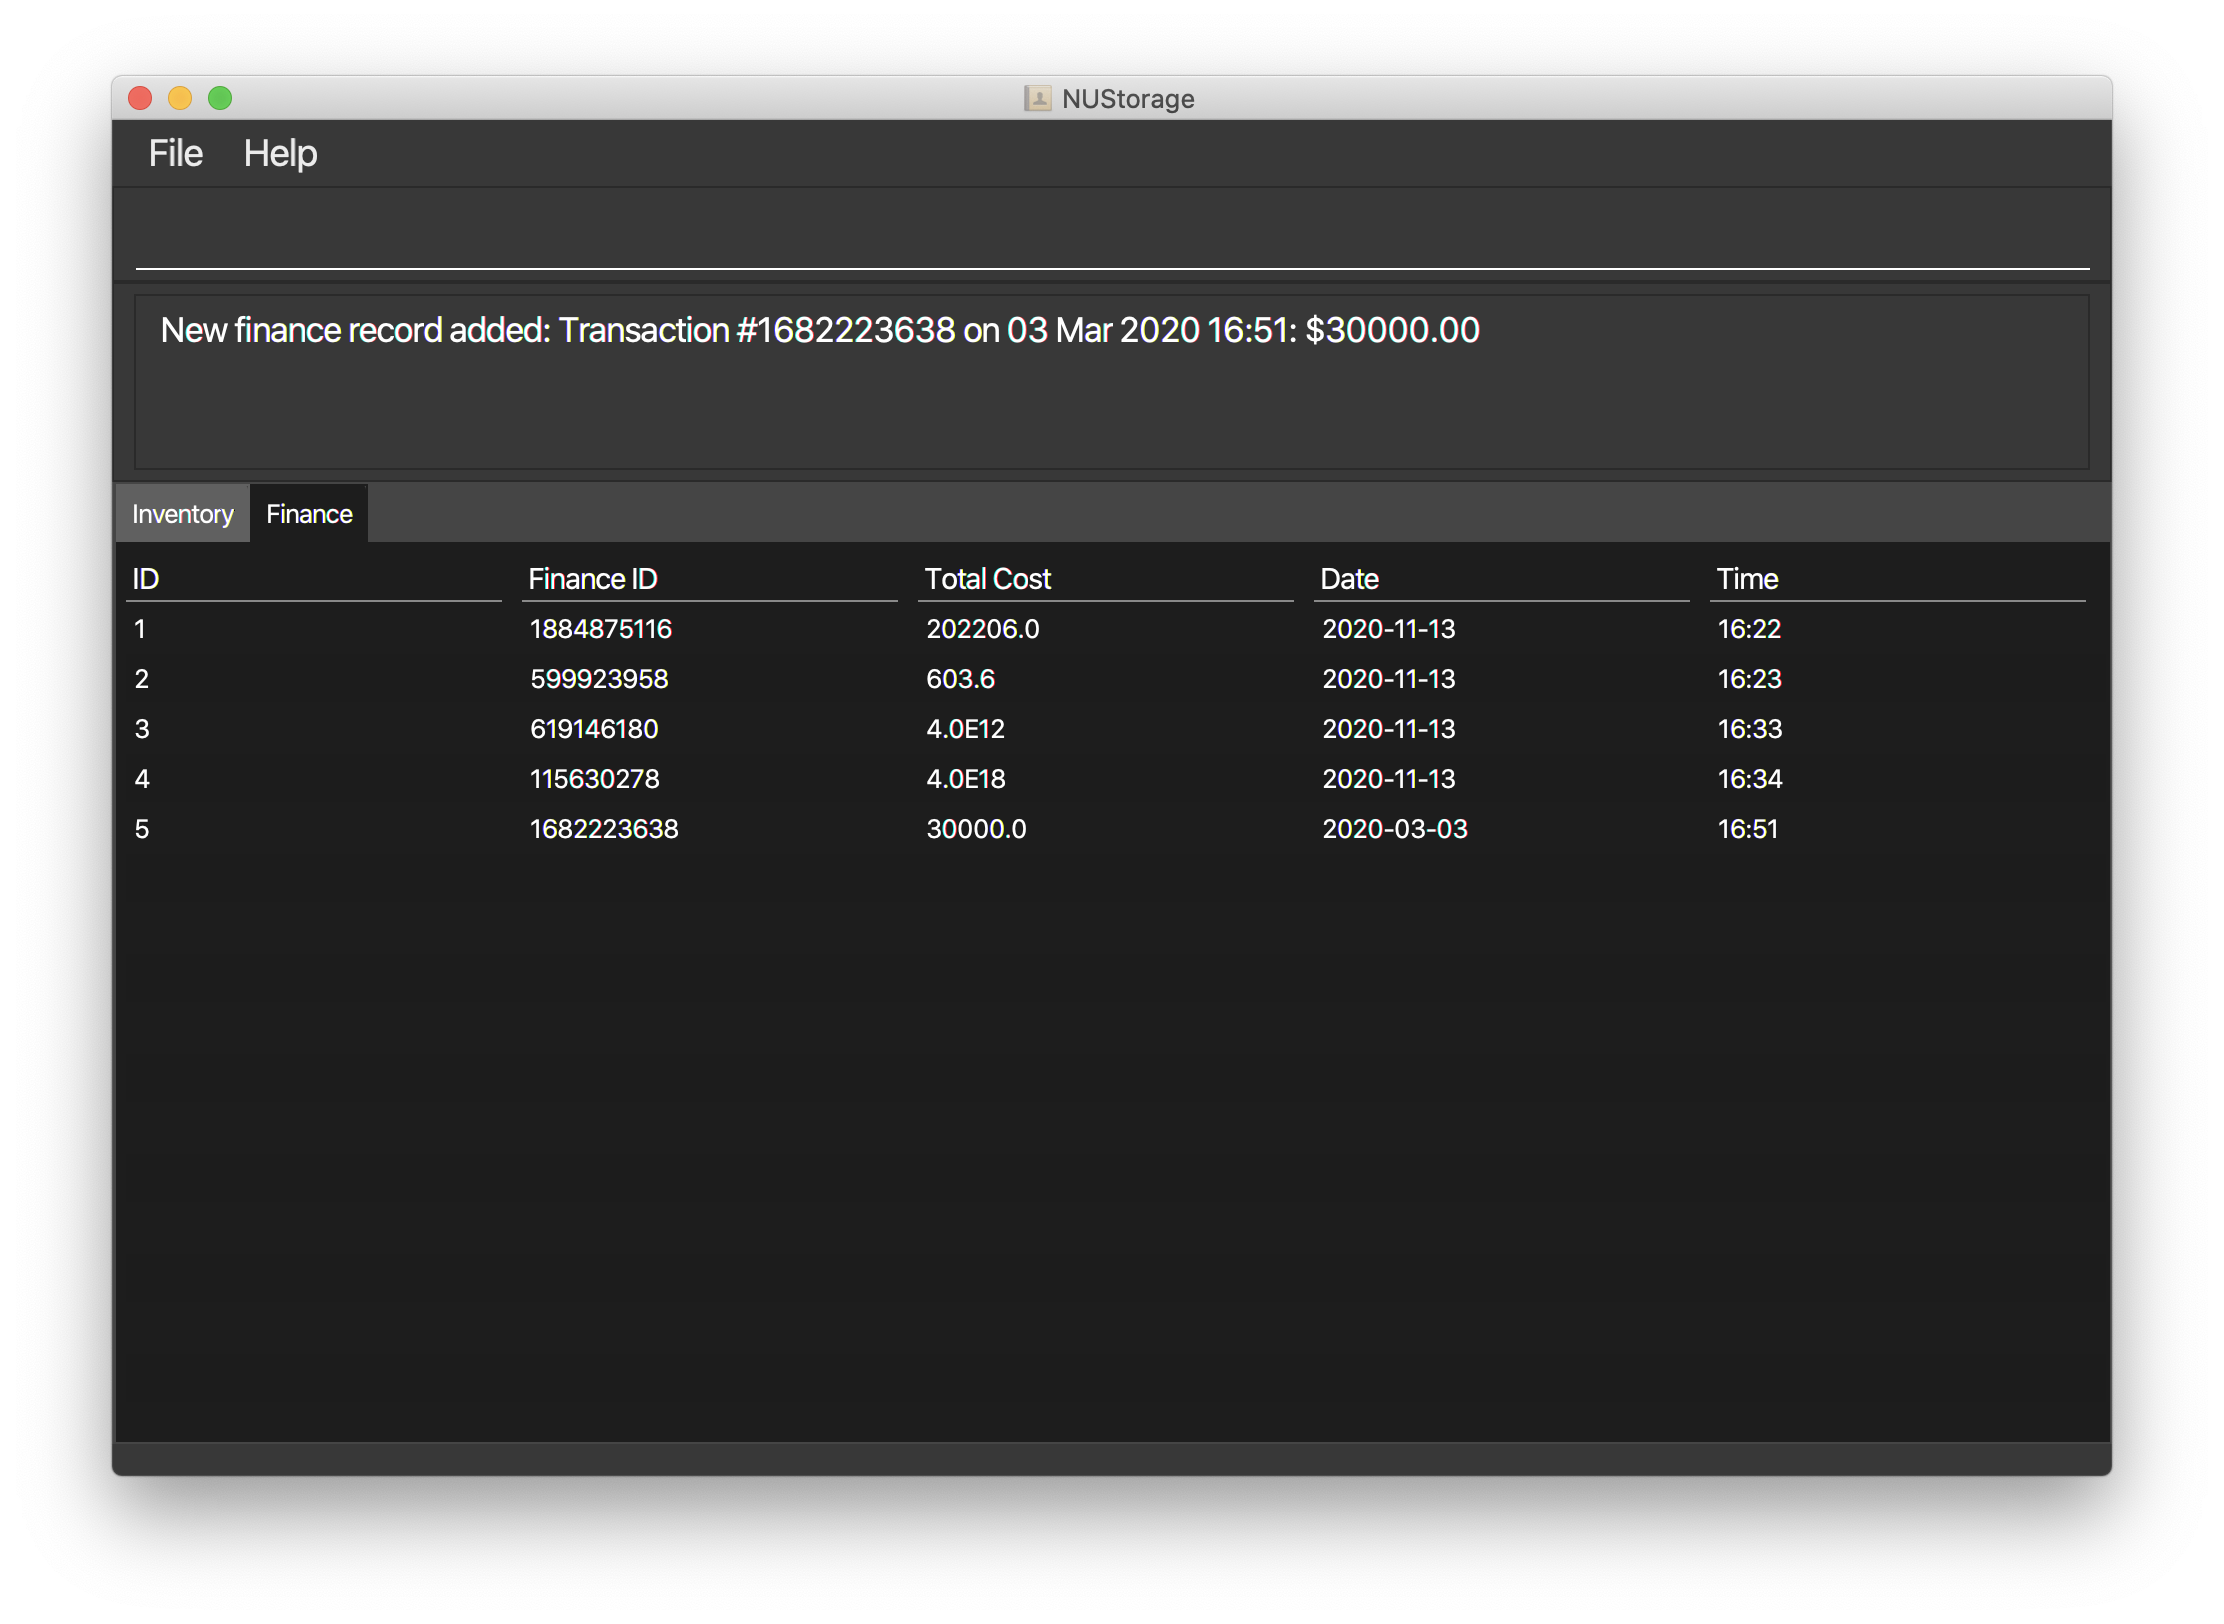 NUStorage
File Help
New finance record added: Transaction #1682223638 on 03 Mar 2020 16:51: $30000.00
Inventory Finance
ID Finance ID Total Cost Date Time
1 1884875116 202206.0 2020-11-13 16:22
2 599923958 603.6 2020-11-13 16:23
3 619146180 4.0E12 2020-11-13 16:33
4 115630278 4.0E18 2020-11-13 16:34
5 1682223638 30000.0 2020-03-03 16:51